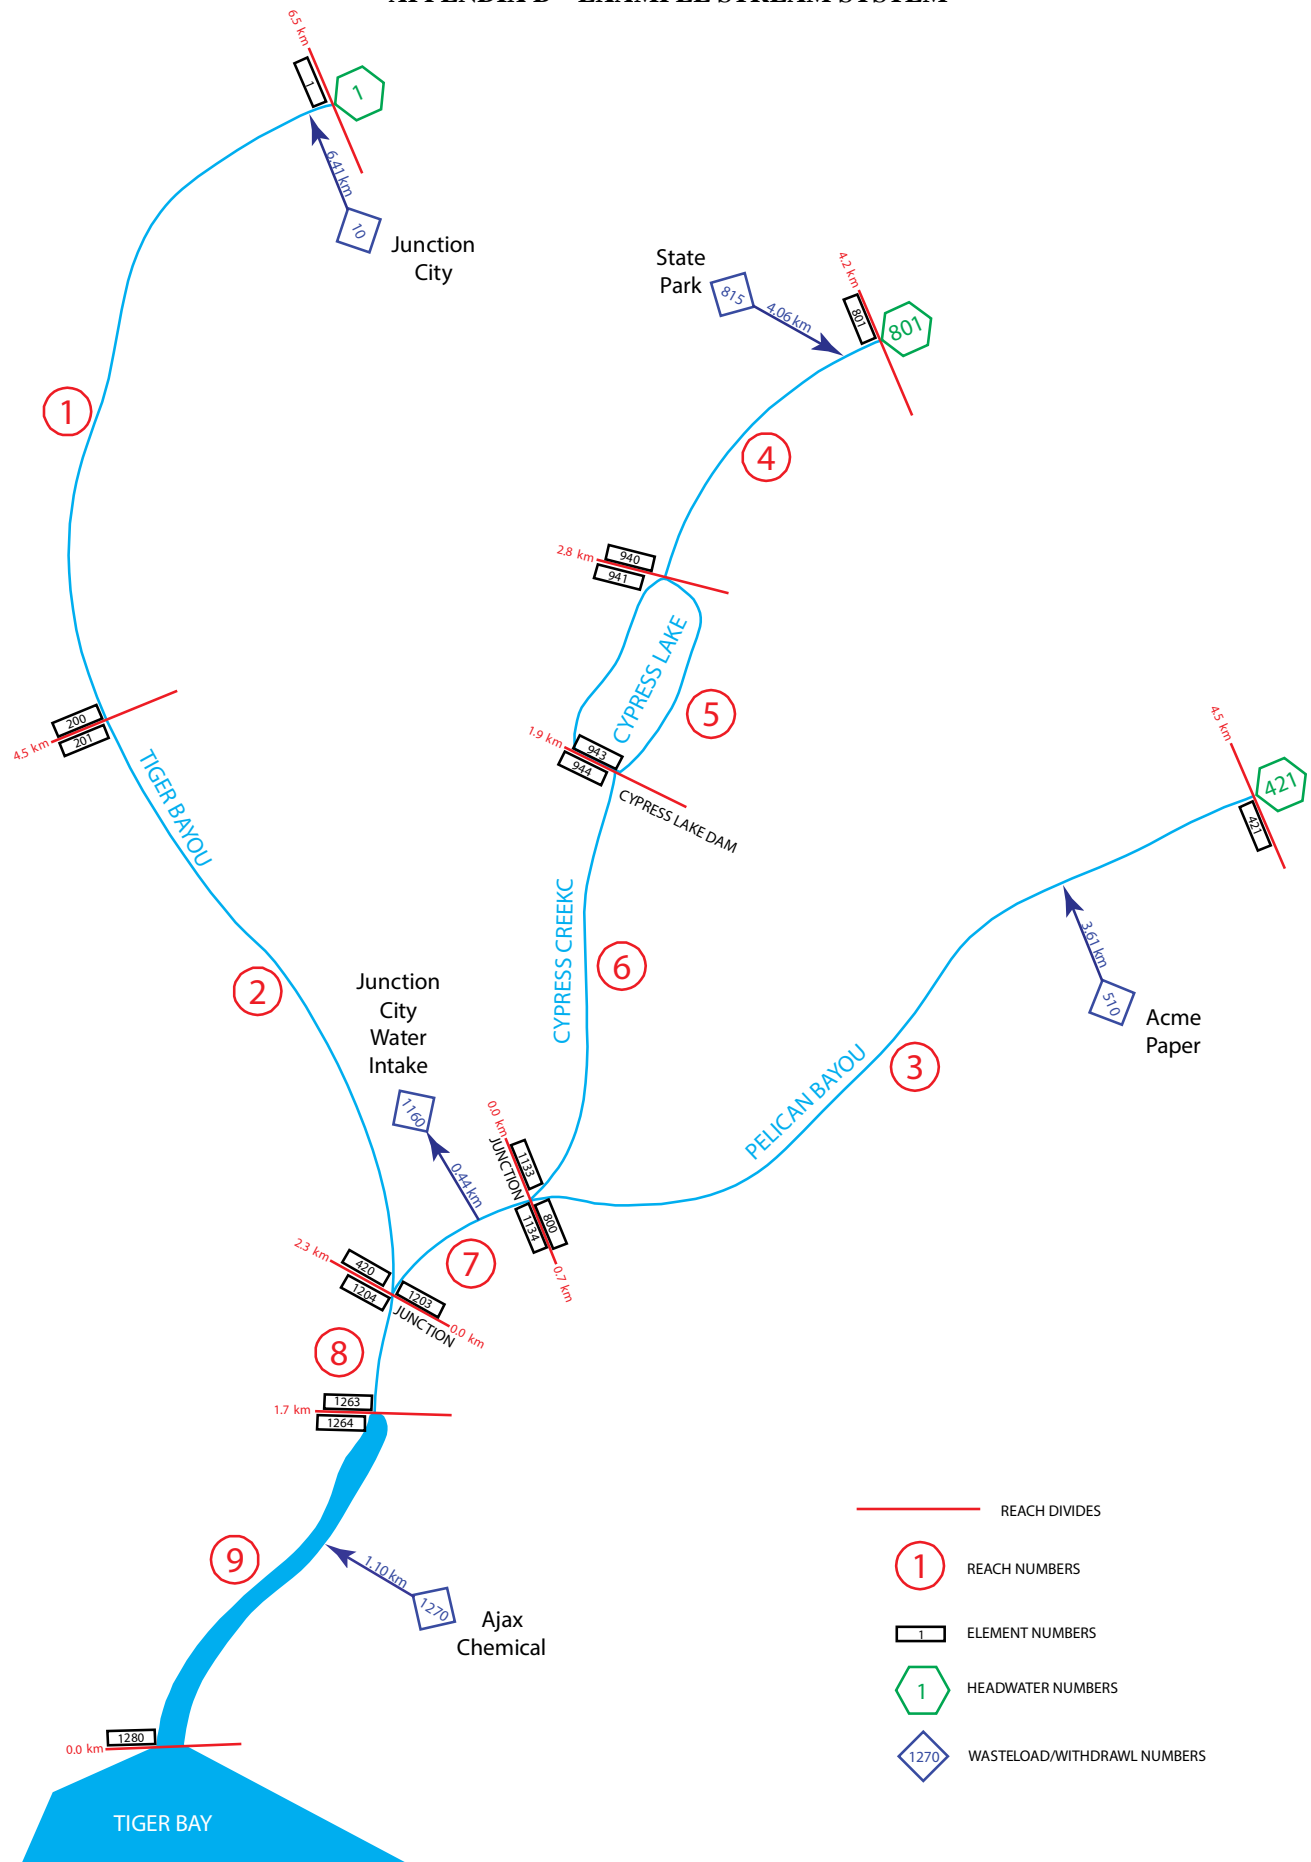 APPENDIX B – EXAMPLE STREAM SYSTEM
6.5 km
1
1
6.41 km
10
Junction
City
State
Park
815
4.06 km
4.2 km
801
801
1
4
2.8 km
940
941
CYPRESS LAKE
5
200
201
4.5 km
1.9 km
943
944
CYPRESS LAKE DAM
4.5 km
421
421
TIGER BAYOU
CYPRESS CREEKC
3.61 km
510
Acme
Paper
6
2
Junction
City
Water
Intake
1160
0.44 km
PELICAN BAYOU
3
0.0 km
JUNCTION
1133
1134
800
0.7 km
7
2.3 km
420
1204
1203
JUNCTION
0.0 km
8
1263
1.7 km
1264
9
1.10 km
1270
Ajax
Chemical
1280
0.0 km
TIGER BAY
REACH DIVIDES
1
REACH NUMBERS
1
ELEMENT NUMBERS
1
HEADWATER NUMBERS
1270
WASTELOAD/WITHDRAWL NUMBERS